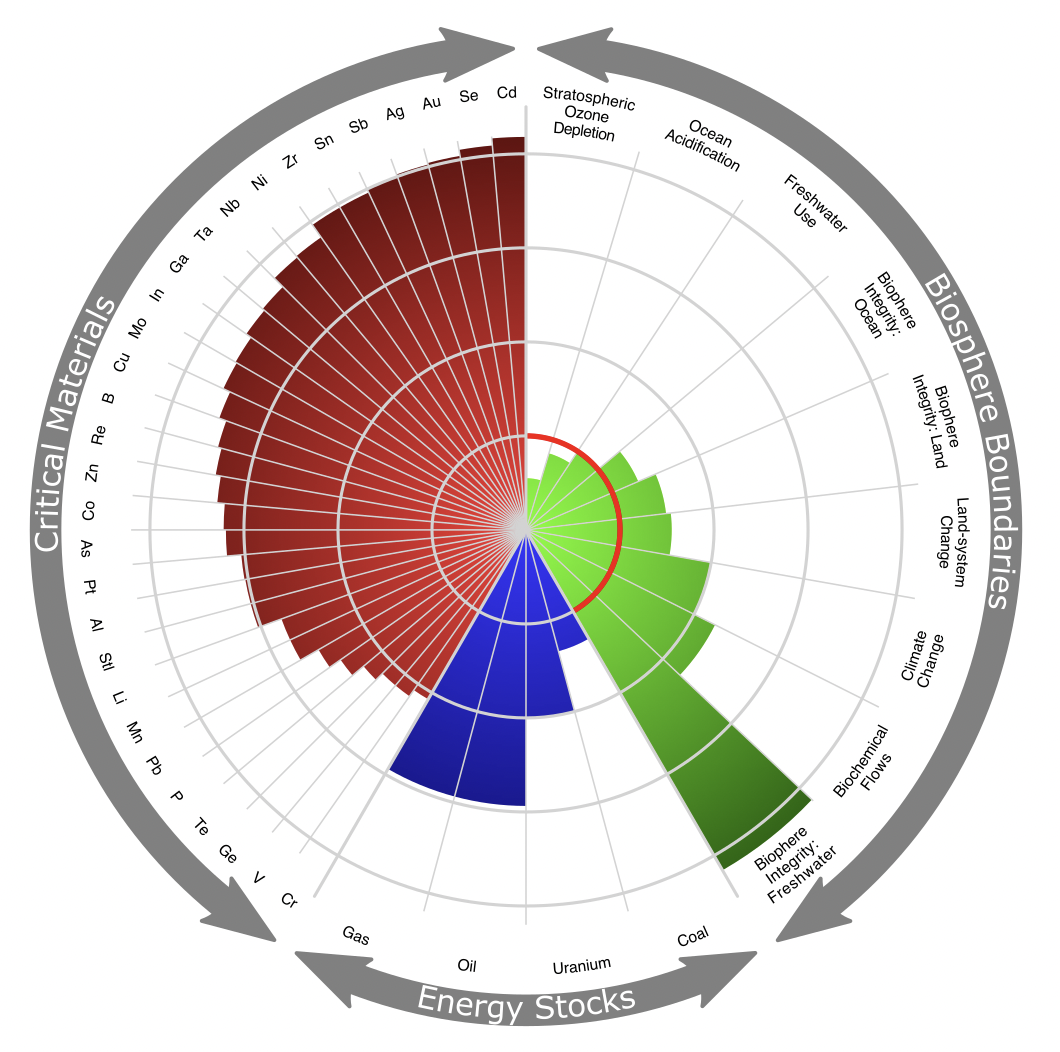 Critical Materials
Cd
Se
Au
Ag
Sb
Sn
Zr
Ni
Nb
Ta
Ga
In
Mo
Cu
B
Re
Zn
Co
As
Pt
Al
Stl
Li
Mn
Pb
P
Te
Ge
V
Cr
Biosphere Boundaries
Stratospheric
Ozone
Depletion
Ocean
Acidification
Freshwater
Use
Biophere
Integrity:
Ocean
Biophere
Integrity: Land
Land-system
Change
Climate
Change
Biochemical
Flows
Biophere
Integrity:
Freshwater
Energy Stocks
Gas
Oil
Uranium
Coal